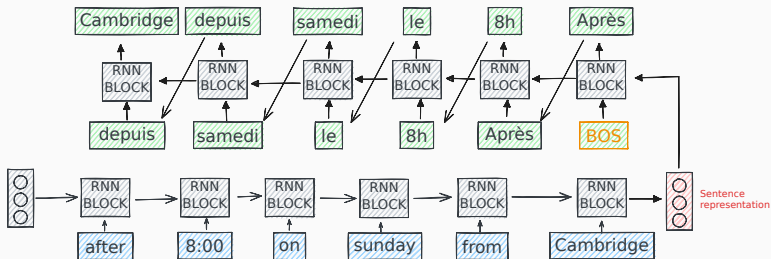 Cambridge depuis samedi le 8h Après
RNN BLOCK RNN BLOCK RNN BLOCK RNN BLOCK RNN BLOCK RNN BLOCK
depuis samedi le 8h Après BOS
RNN BLOCK RNN BLOCK RNN BLOCK RNN BLOCK RNN BLOCK RNN BLOCK
Sentence
representation
after 8:00 on sunday from Cambridge